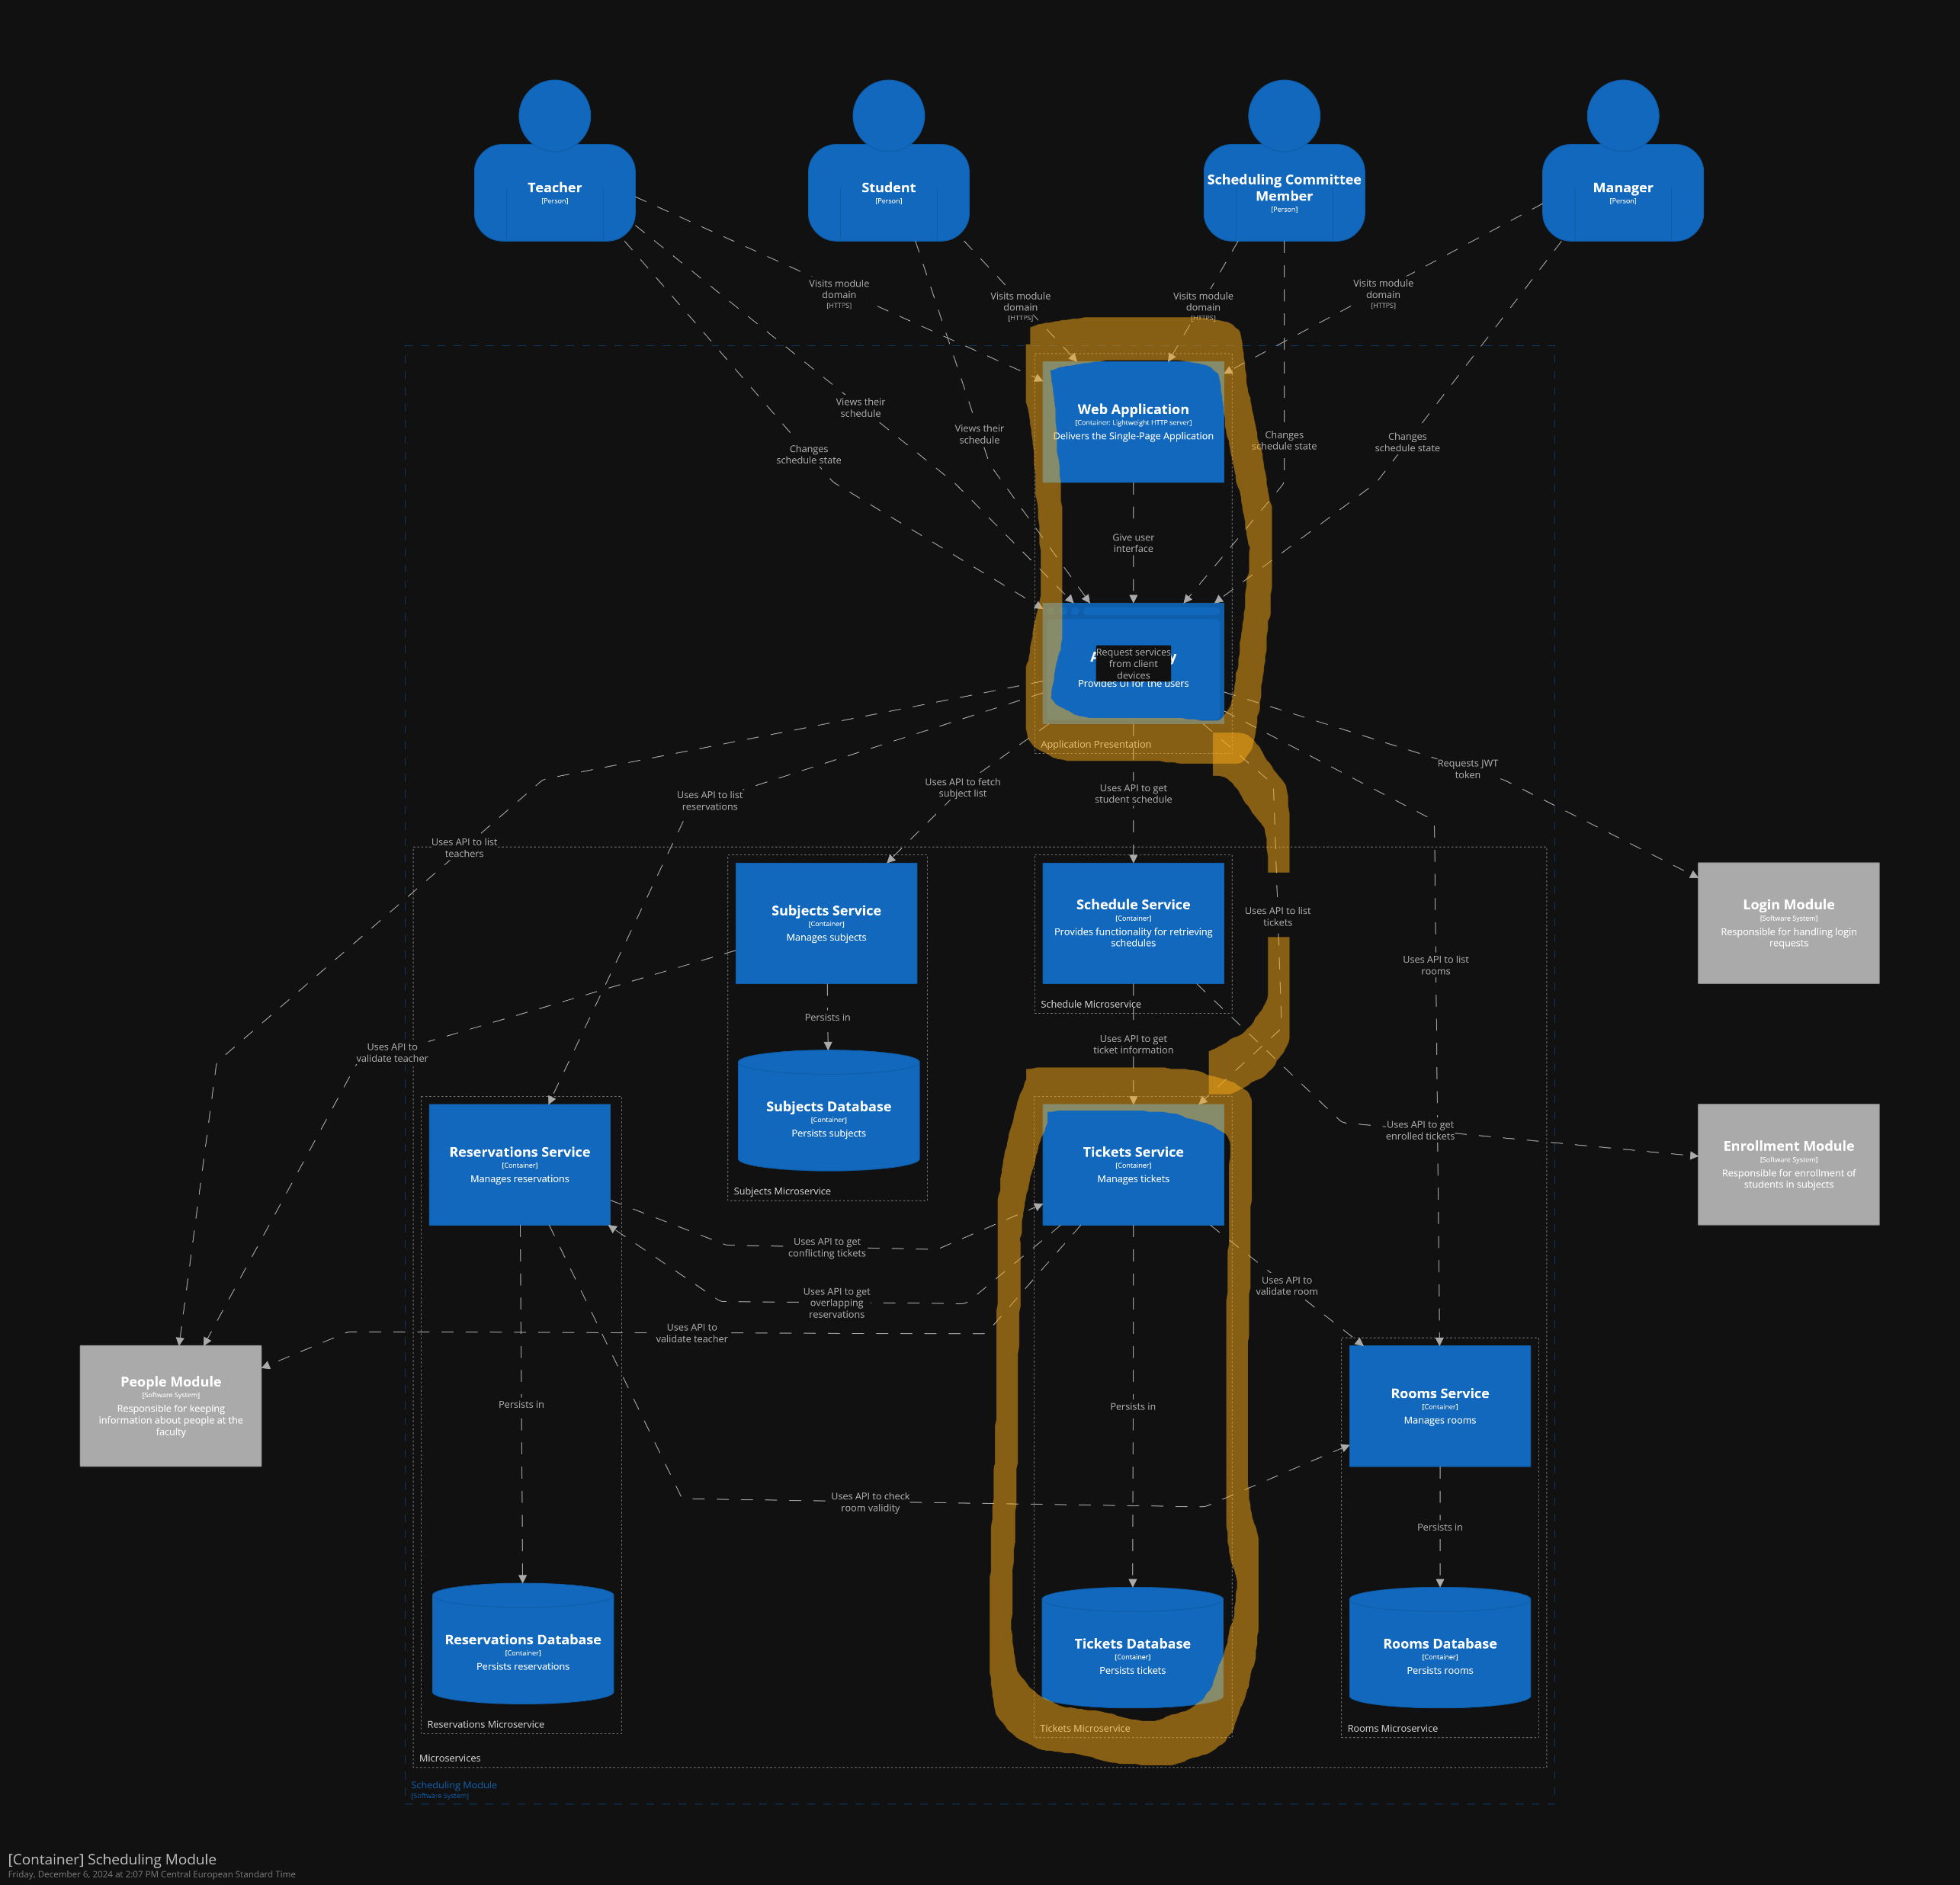 Teacher
[Person]
Student
[Person]
Scheduling Committee
Member
[Person]
Manager
[Person]
Visits module
domain
[HTTPS]
Visits module
domain
[HTTPS]
Visits module
domain
[HTTPS]
Visits module
domain
[HTTPS]
Views their
schedule
Views their
schedule
Changes
schedule state
Changes
schedule state
Changes
schedule state
Web Application
[Container: Lightweight HTTP server]
Delivers the Single-Page Application
Give user
interface
Request services
from client
devices
Provides UI for the users
Application Presentation
Requests JWT
token
Uses API to fetch
subject list
Uses API to get
student schedule
Uses API to list
reservations
Uses API to list
teachers
Subjects Service
[Container]
Manages subjects
Schedule Service
[Container]
Provides functionality for retrieving
schedules
Uses API to list
tickets
Login Module
[Software System]
Responsible for handling login
requests
Uses API to list
rooms
Schedule Microservice
Persists in
Uses API to
validate teacher
Uses API to get
ticket information
Subjects Database
[Container]
Persists subjects
Subjects Microservice
Uses API to get
enrolled tickets
Reservations Service
[Container]
Manages reservations
Tickets Service
[Container]
Manages tickets
Enrollment Module
[Software System]
Responsible for enrollment of
students in subjects
Uses API to get
conflicting tickets
Uses API to
validate room
Uses API to get
overlapping
reservations
Uses API to
validate teacher
People Module
[Software System]
Responsible for keeping
information about people at the
faculty
Rooms Service
[Container]
Manages rooms
Persists in
Persists in
Uses API to check
room validity
Persists in
Reservations Database
[Container]
Persists reservations
Tickets Database
[Container]
Persists tickets
Rooms Database
[Container]
Persists rooms
Reservations Microservice
Tickets Microservice
Rooms Microservice
Microservices
Scheduling Module
[Software System]
[Container] Scheduling Module
Friday, December 6, 2024 at 2:07 PM Central European Standard Time